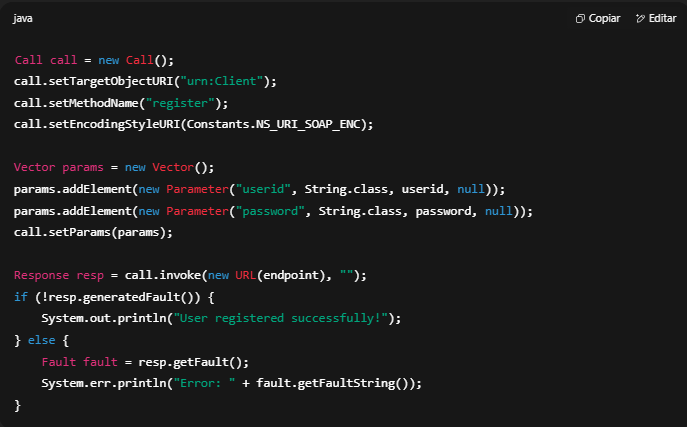 java
Copiar
Editar
Call call = new Call();
call.setTargetObjectURI("urn:Client");
call.setMethodName("register");
call.setEncodingStyleURI(Constants.NS_URI_SOAP_ENC);

Vector params = new Vector();
params.addElement(new Parameter("userid", String.class, userid, null));
params.addElement(new Parameter("password", String.class, password, null));
call.setParams(params);

Response resp = call.invoke(new URL(endpoint), "");
if (!resp.generatedFault()) {
    System.out.println("User registered successfully!");
} else {
    Fault fault = resp.getFault();
    System.err.println("Error: " + fault.getFaultString());
}